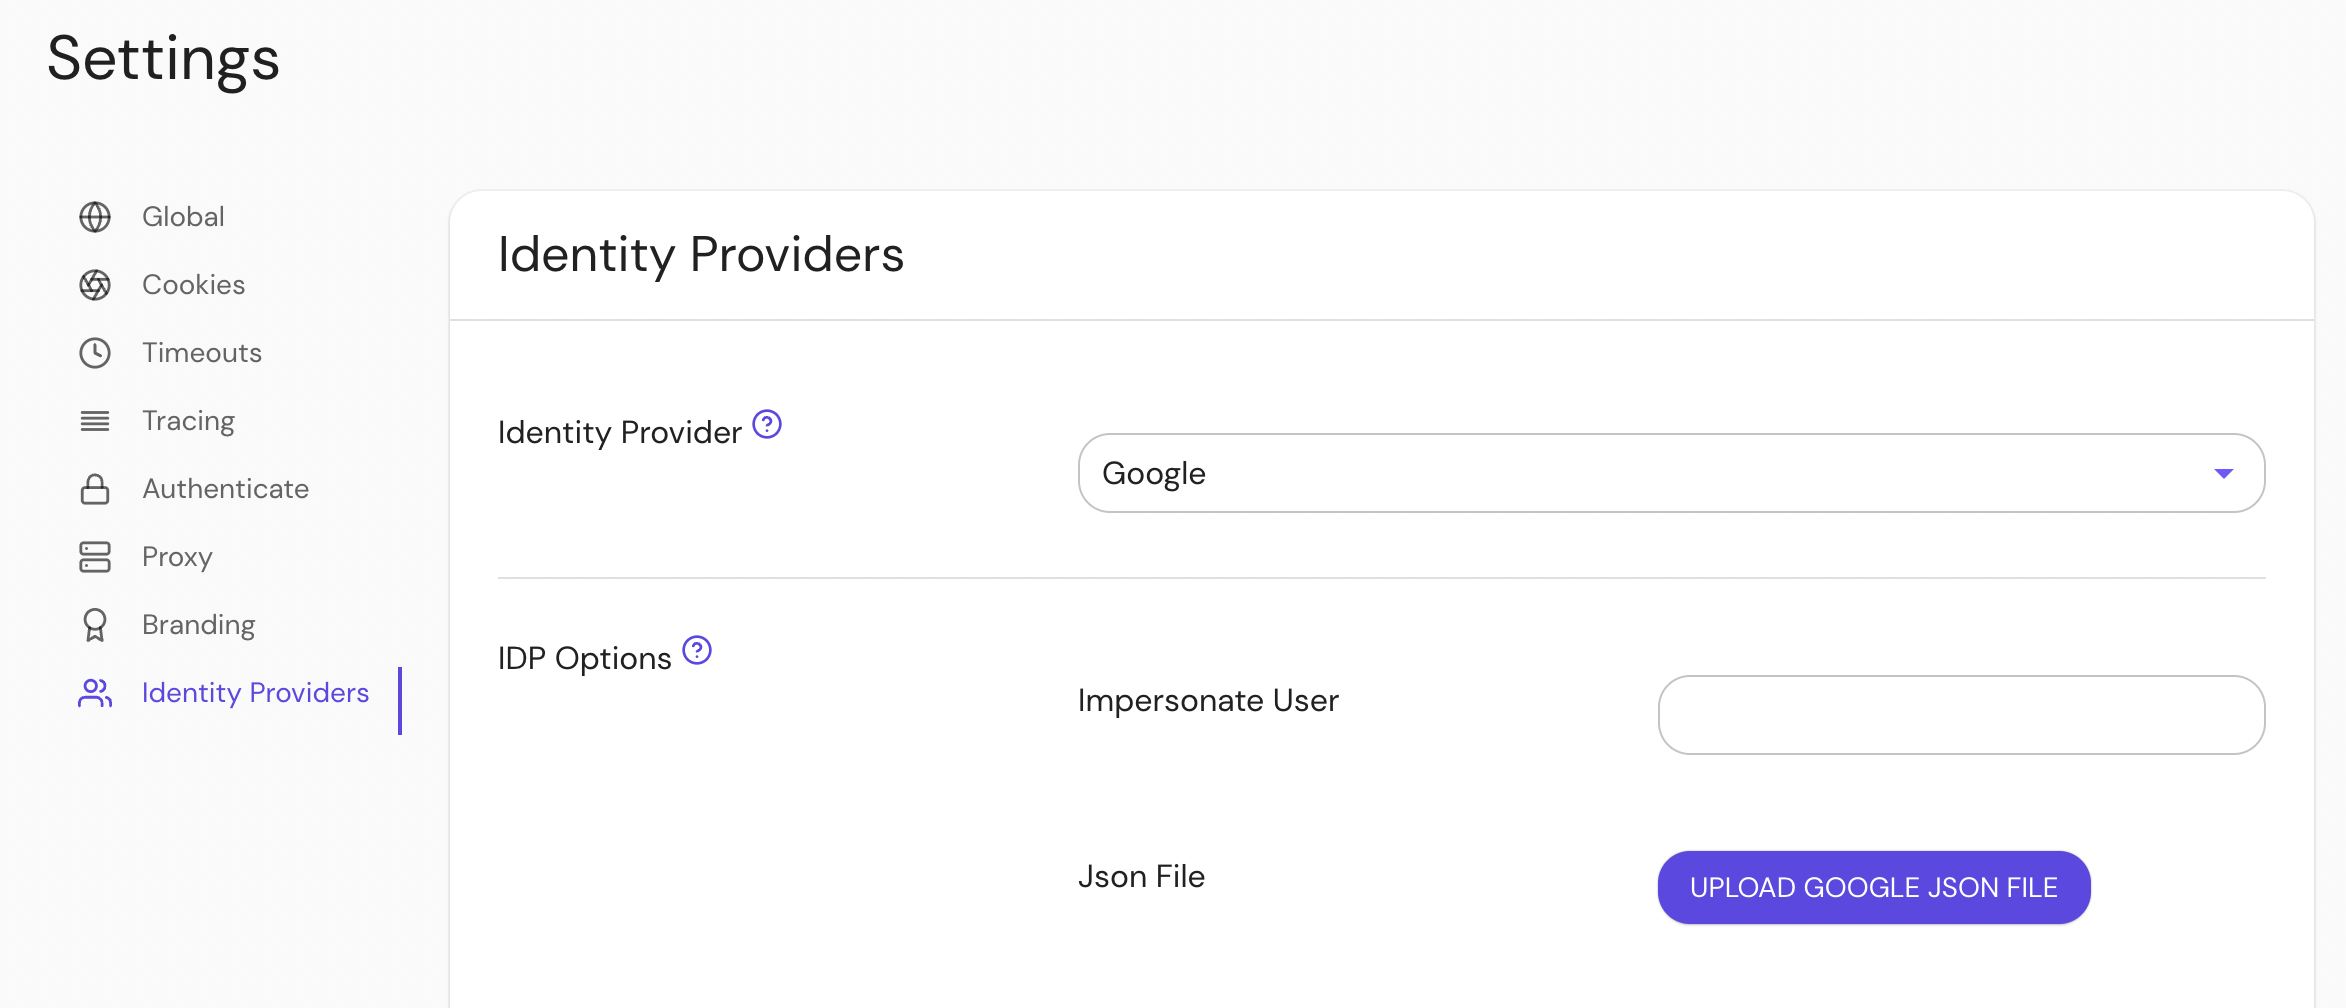 Settings
Global
Cookies
Timeouts
Tracing
Authenticate
Proxy
Branding
Identity Providers
Identity Providers
Identity Provider
Google
IDP Options
Impersonate User
Json File
UPLOAD GOOGLE JSON FILE